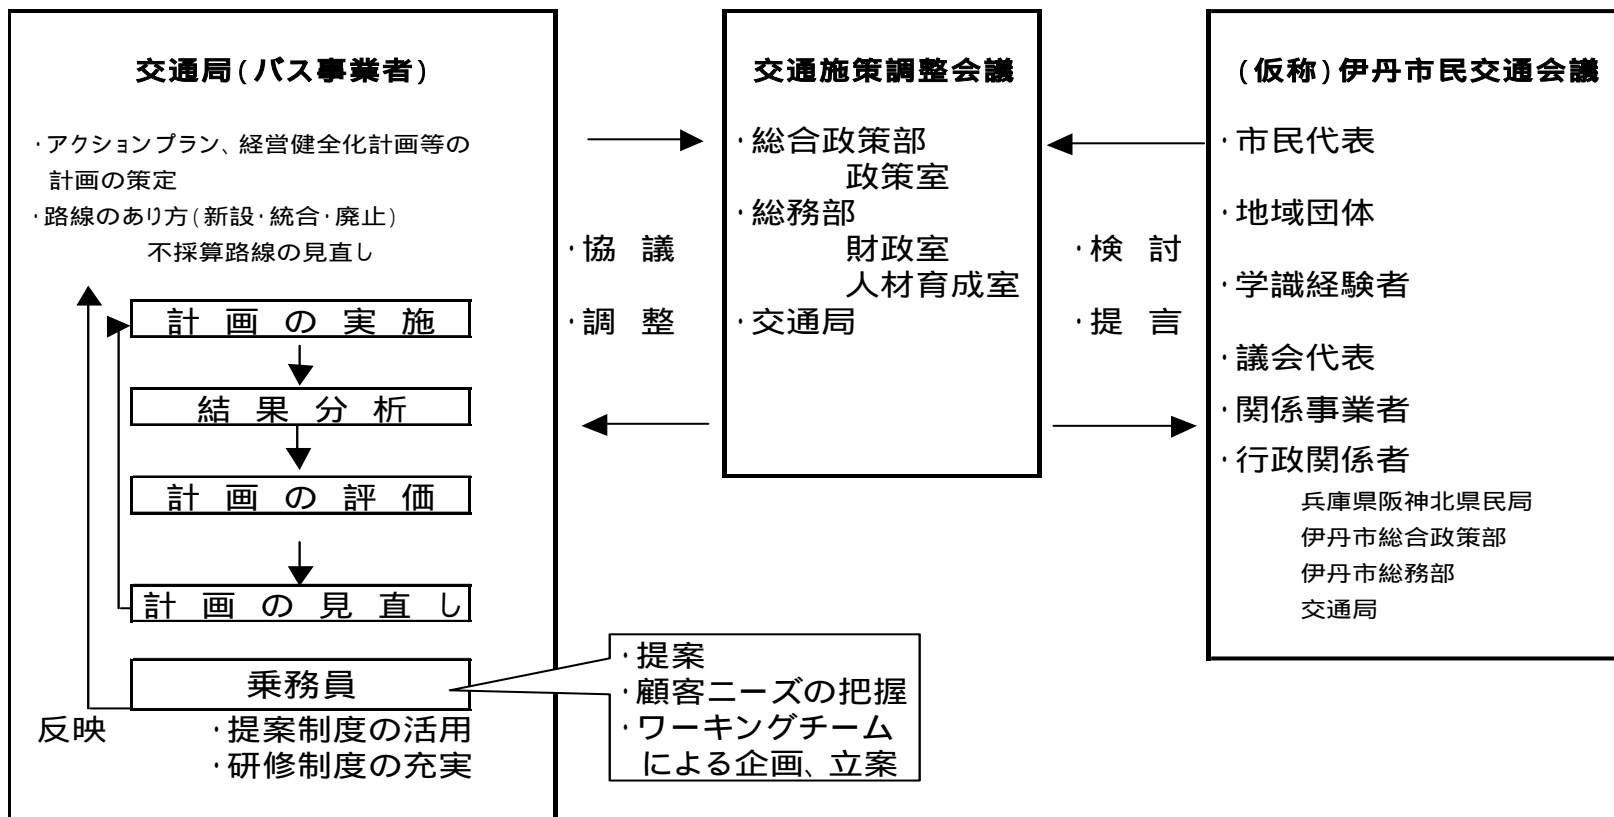 交通局(バス事業者)
・アクションプラン、経営健全化計画等の
計画の策定
・路線のあり方(新設・統合・廃止)
不採算路線の見直し
計画の実施
結果分析
計画の評価
計画の見直し
乗務員
反映
・提案制度の活用
・研修制度の充実
・提案
・顧客ニーズの把握
・ワーキングチーム
による企画、立案
・協議
・調整
交通施策調整会議
・総合政策部
政策室
・総務部
財政室
人材育成室
・交通局
・検討
・提言
(仮称)伊丹市民交通会議
・市民代表
・地域団体
・学識経験者
・議会代表
・関係事業者
・行政関係者
兵庫県阪神北県民局
伊丹市総合政策部
伊丹市総務部
交通局